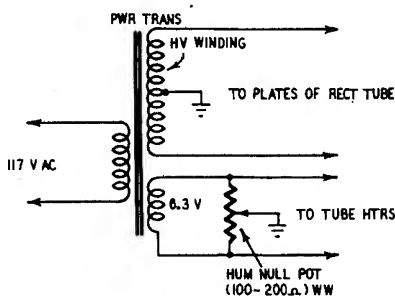 PWR TRANS
HV WINDING
TO PLATES OF RECT TUBE
117 V AC
6.3 V
TO TUBE HTRS
HUM NULL POT
(100-200Ω) WW